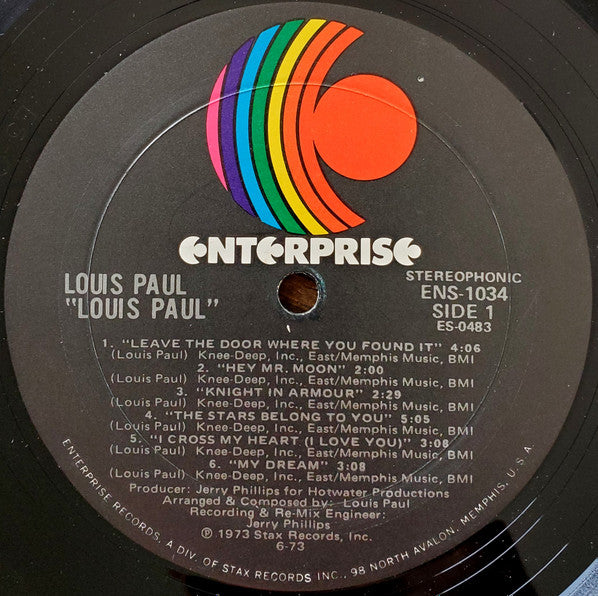 ENTERPRISE
LOUIS PAUL
"LOUIS PAUL"
STEREOPHONIC
ENS-1034
SIDE 1
ES-0483
1. "LEAVE THE DOOR WHERE YOU FOUND IT" 4:06
(Louis Paul) Knee-Deep, Inc., East/Memphis Music, BMI
2. "HEY MR. MOON" 2:00
(Louis Paul) Knee-Deep, Inc., East/Memphis Music, BMI
3. "KNIGHT IN ARMOUR" 2:29
(Louis Paul) Knee-Deep, Inc., East/Memphis Music, BMI
4. "THE STARS BELONG TO YOU" 5:05
(Louis Paul) Knee-Deep, Inc., East/Memphis Music, BMI
5. "I CROSS MY HEART (I LOVE YOU)" 3:08
(Louis Paul) Knee-Deep, Inc., East/Memphis Music, BMI
6. "MY DREAM" 3:08
(Louis Paul) Knee-Deep, Inc., East/Memphis Music, BMI
Producer: Jerry Phillips for Hotwater Productions
Arranged & Composed by: Louis Paul
Recording & Re-Mix Engineer:
Jerry Phillips
℗ 1973 Stax Records, Inc.
6-73
ENTERPRISE RECORDS, A DIV. OF STAX RECORDS INC., 98 NORTH AVALON, MEMPHIS, U.S.A.